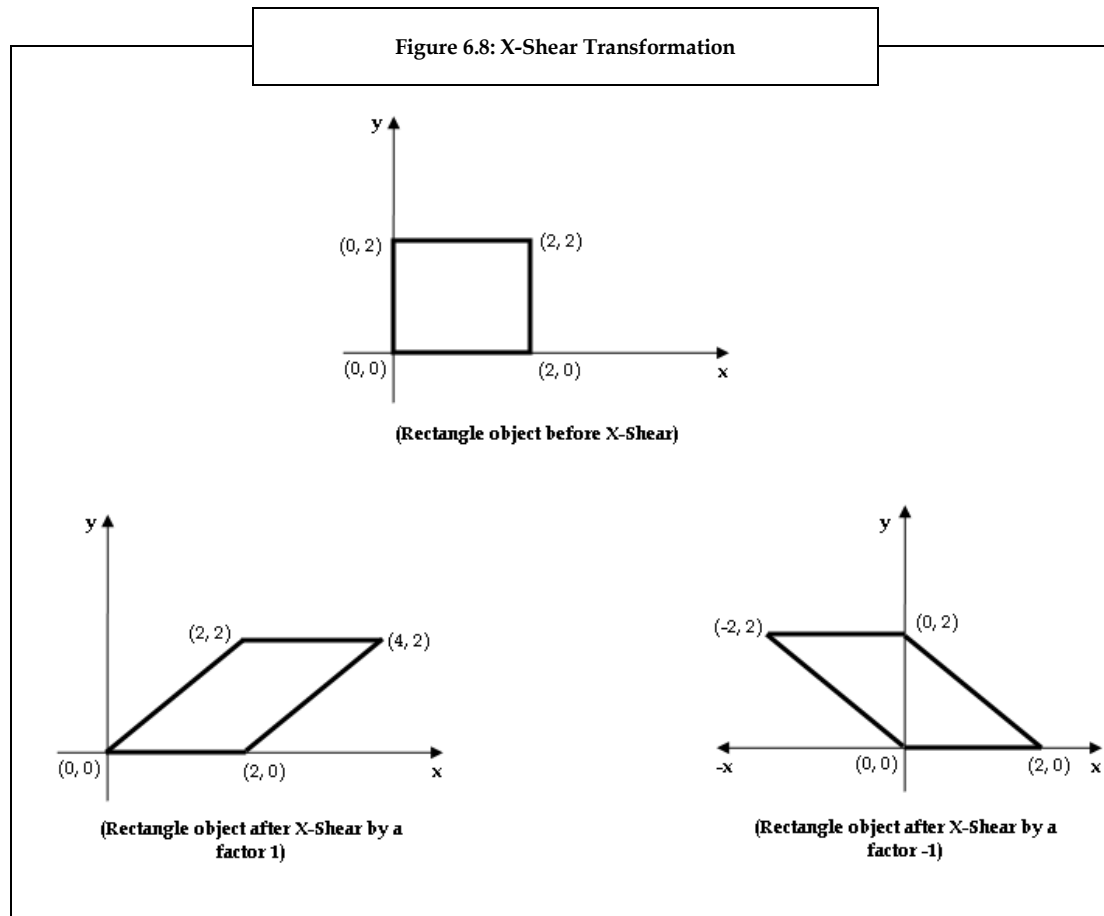 Figure 6.8: X-Shear Transformation
y
(0, 2)
(2, 2)
(0, 0)
(2, 0)
x
(Rectangle object before X-Shear)
y
(2, 2)
(4, 2)
(0, 0)
(2, 0)
x
(Rectangle object after X-Shear by a
factor 1)
y
(-2, 2)
(0, 2)
-x
(0, 0)
(2, 0)
x
(Rectangle object after X-Shear by a
factor -1)